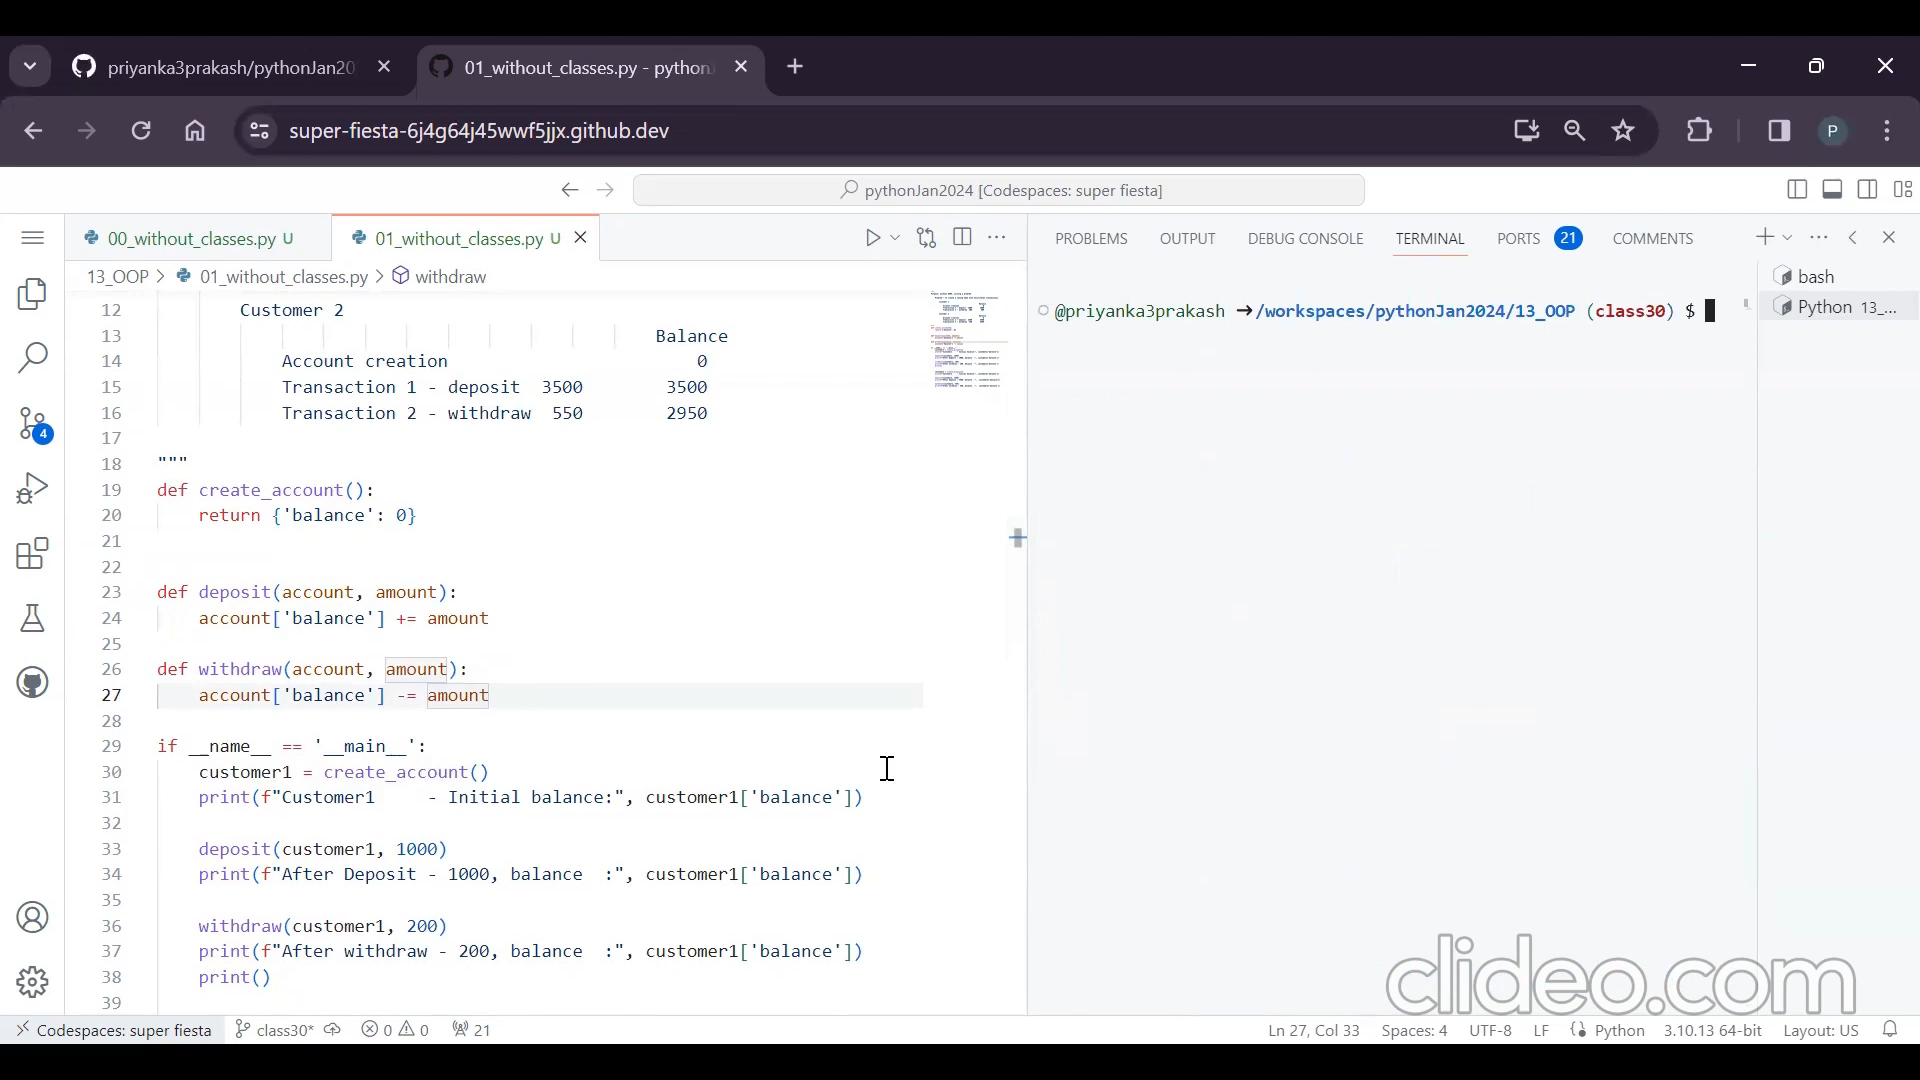 priyanka3prakash/pythonJan20
01_without_classes.py - python
super-fiesta-6j4g64j45wwf5jjx.github.dev
P
pythonJan2024 [Codespaces: super fiesta]
00_without_classes.py U
01_without_classes.py U
13_OOP > 01_without_classes.py > withdraw
12 Customer 2
13 Balance
14 Account creation 0
15 Transaction 1 - deposit 3500 3500
16 Transaction 2 - withdraw 550 2950
17
18 """
19 def create_account():
20 return {'balance': 0}
21
22
23 def deposit(account, amount):
24 account['balance'] += amount
25
26 def withdraw(account, amount):
27 account['balance'] -= amount
28
29 if __name__ == '__main__':
30 customer1 = create_account()
31 print(f"Customer1     - Initial balance:", customer1['balance'])
32
33 deposit(customer1, 1000)
34 print(f"After Deposit - 1000, balance  :", customer1['balance'])
35
36 withdraw(customer1, 200)
37 print(f"After withdraw - 200, balance  :", customer1['balance'])
38 print()
39
4
PROBLEMS OUTPUT DEBUG CONSOLE TERMINAL PORTS 21 COMMENTS
@priyanka3prakash →/workspaces/pythonJan2024/13_OOP (class30) $
bash
Python 13_...
clideo.com
Codespaces: super fiesta class30* 0 0 21 Ln 27, Col 33 Spaces: 4 UTF-8 LF Python 3.10.13 64-bit Layout: US